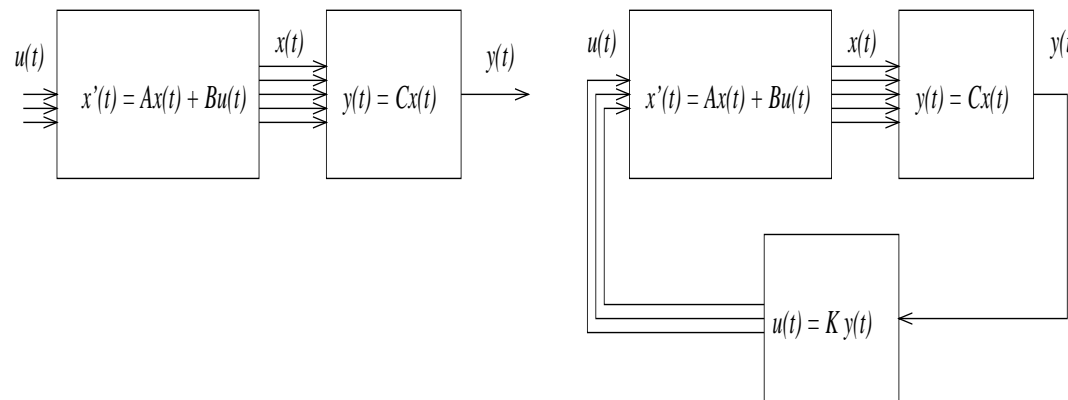 u(t)
x'(t) = Ax(t) + Bu(t)
x(t)
y(t) = Cx(t)
y(t)
u(t)
x'(t) = Ax(t) + Bu(t)
x(t)
y(t) = Cx(t)
y(t
u(t) = K y(t)